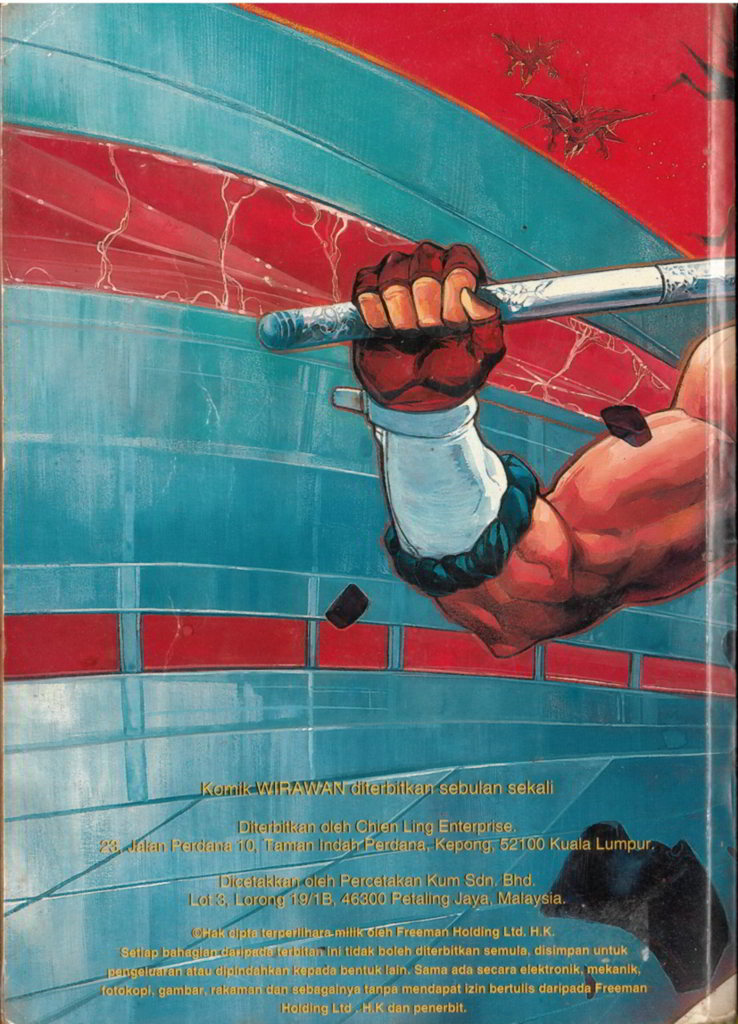 Komik WIRAWAN diterbitkan sebulan sekali
Diterbitkan oleh Chien Ling Enterprise.
23, Jalan Perdana 10, Taman Indah Perdana, Kepong, 52100 Kuala Lumpur.
Dicetakkan oleh Percetakan Kum Sdn. Bhd.
Lot 3, Lorong 19/1B, 46300 Petaling Jaya, Malaysia.
©Hak cipta terperlihara milik oleh Freeman Holding Ltd. H.K.
Setiap bahagian daripada terbitan ini tidak boleh diterbitkan semula, disimpan untuk
pengeluaran atau dipindahkan kepada bentuk lain. Sama ada secara elektronik, mekanik,
fotokopi, gambar, rakaman dan sebagainya tanpa mendapat izin bertulis daripada Freeman
Holding Ltd . H.K dan penerbit.